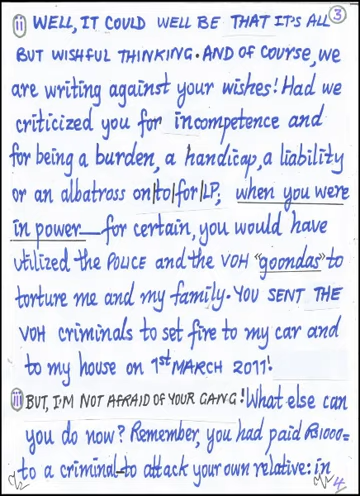 (ii) WELL, IT COULD WELL BE THAT IT'S ALL (3)
BUT WISHFUL THINKING. AND OF COURSE, we
are writing against your wishes! Had we
criticized you for incompetence and
for being a burden, a handicap, a liability
or an albatross on/to/for/LP; when you were
in power — for certain, you would have
utilized the POLICE and the VOH "goondas" to
torture me and my family. YOU SENT THE
VOH criminals to set fire to my car and
to my house on 1st MARCH 2011!
(iii) BUT, I'M NOT AFRAID OF YOUR GANG! What else can
you do now? Remember, you had paid Rs1000=
to a criminal to attack your own relative: in
4